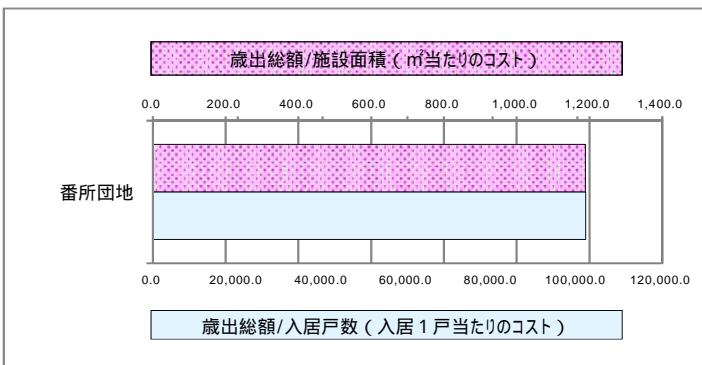 歳出総額/施設面積（㎡当たりのコスト）
0.0 200.0 400.0 600.0 800.0 1,000.0 1,200.0 1,400.0
番所団地
0.0 20,000.0 40,000.0 60,000.0 80,000.0 100,000.0 120,000.0
歳出総額/入居戸数（入居１戸当たりのコスト）